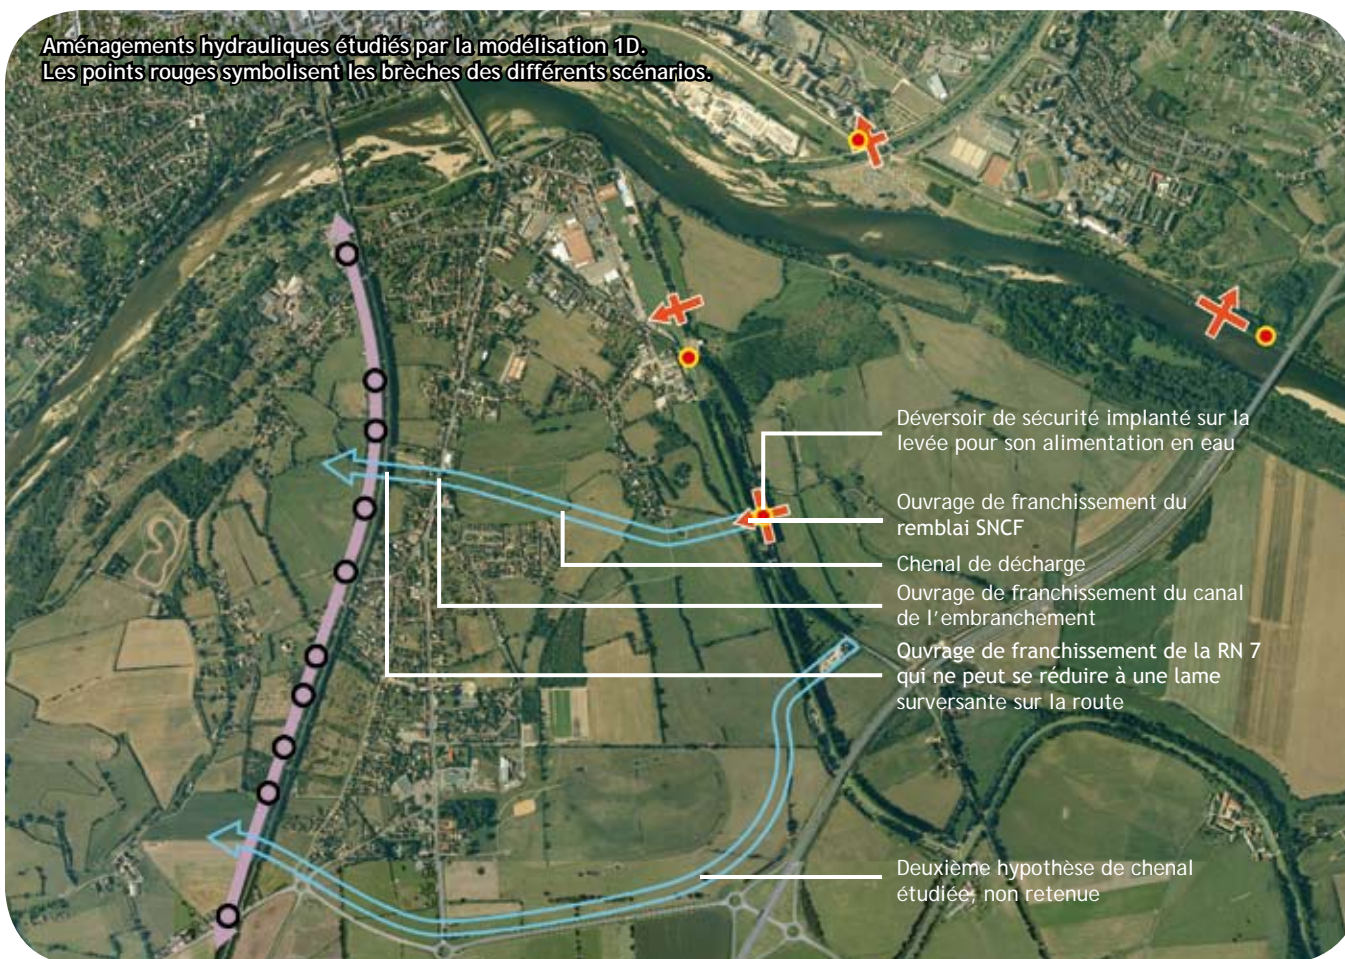 Aménagements hydrauliques étudiés par la modélisation 1D.
Les points rouges symbolisent les brèches des différents scénarios.
Déversoir de sécurité implanté sur la
levée pour son alimentation en eau
Ouvrage de franchissement du
remblai SNCF
Chenal de décharge
Ouvrage de franchissement du canal
de l'embranchement
Ouvrage de franchissement de la RN 7
qui ne peut se réduire à une lame
surversante sur la route
Deuxième hypothèse de chenal
étudiée, non retenue